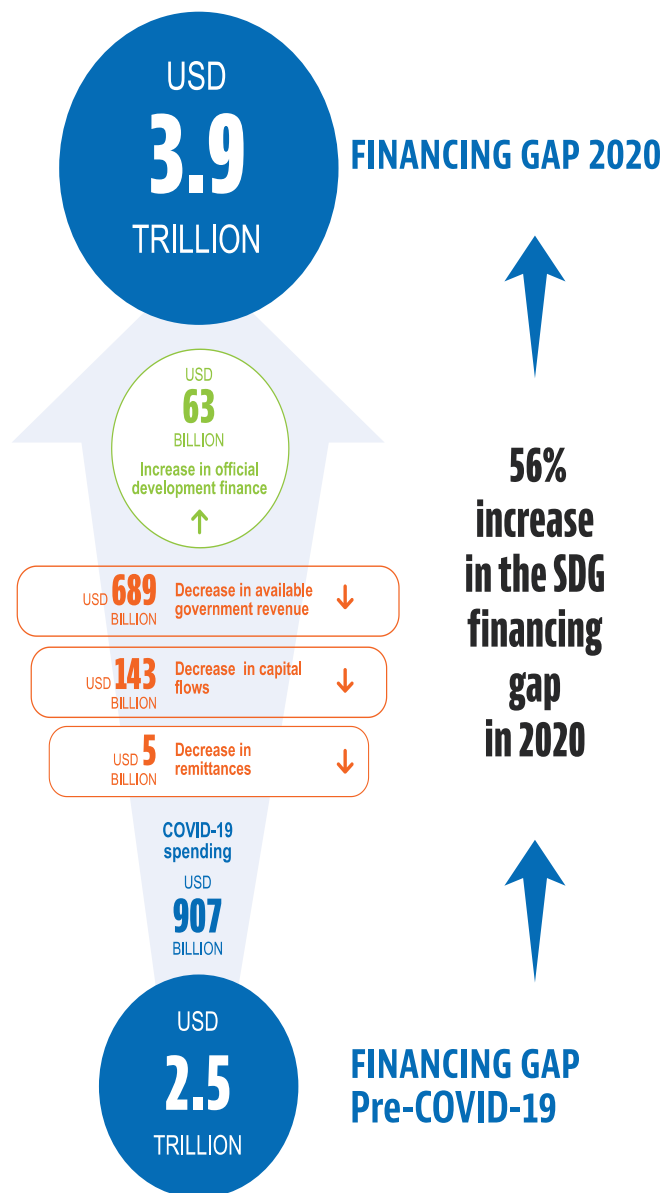 USD
3.9
TRILLION
FINANCING GAP 2020
USD
63
BILLION
Increase in official
development finance
USD 689
BILLION
Decrease in available
government revenue
USD 143
BILLION
Decrease in capital
flows
USD 5
BILLION
Decrease in
remittances
56%
increase
in the SDG
financing
gap
in 2020
COVID-19
spending
USD
907
BILLION
USD
2.5
TRILLION
FINANCING GAP
Pre-COVID-19